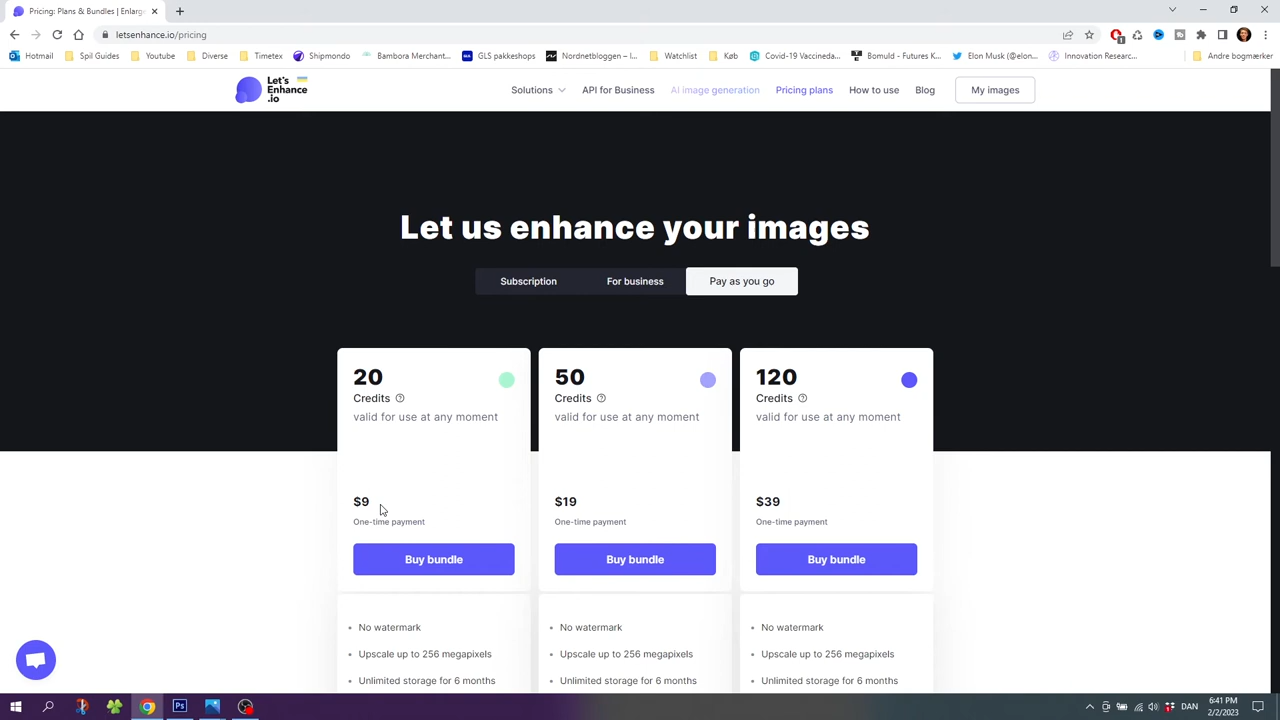 Pricing: Plans & Bundles | Enlarge
letsenhance.io/pricing
1
Hotmail
Spil Guides
Youtube
Diverse
Timetex
Shipmondo
Bambora Merchant...
GLS pakkeshops
Nordnetbloggen – I...
Watchlist
Køb
Covid-19 Vaccineda...
Bomuld - Futures K...
Elon Musk (@elon...
Innovation Researc...
Andre bogmærker
Let's
Enhance
.io
Solutions
API for Business
AI image generation
Pricing plans
How to use
Blog
My images
Let us enhance your images
Subscription
For business
Pay as you go
20
Credits ?
valid for use at any moment
$9
One-time payment
Buy bundle
No watermark
Upscale up to 256 megapixels
Unlimited storage for 6 months
50
Credits ?
valid for use at any moment
$19
One-time payment
Buy bundle
No watermark
Upscale up to 256 megapixels
Unlimited storage for 6 months
120
Credits ?
valid for use at any moment
$39
One-time payment
Buy bundle
No watermark
Upscale up to 256 megapixels
Unlimited storage for 6 months
Ps
DAN
6:41 PM
2/2/2023